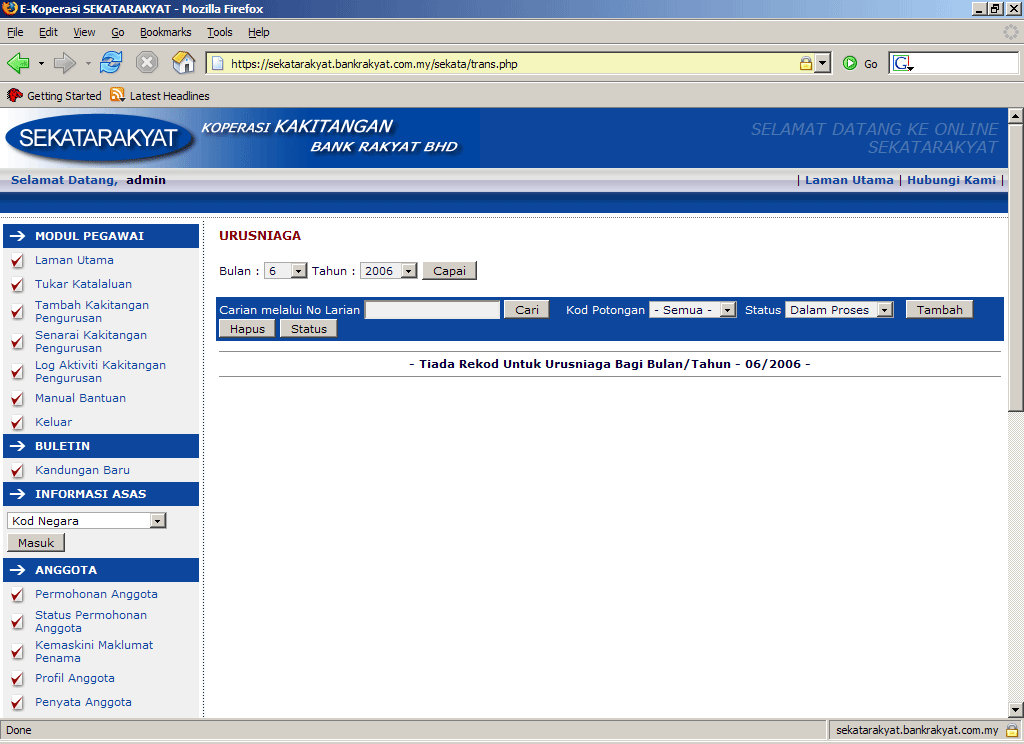 E-Koperasi SEKATARAKYAT - Mozilla Firefox
File Edit View Go Bookmarks Tools Help
https://sekatarakyat.bankrakyat.com.my/sekata/trans.php Go G
Getting Started Latest Headlines
SEKATARAKYAT KOPERASI KAKITANGAN
BANK RAKYAT BHD
SELAMAT DATANG KE ONLINE
SEKATARAKYAT
Selamat Datang, admin | Laman Utama | Hubungi Kami |
MODUL PEGAWAI
Laman Utama
Tukar Katalaluan
Tambah Kakitangan
Pengurusan
Senarai Kakitangan
Pengurusan
Log Aktiviti Kakitangan
Pengurusan
Manual Bantuan
Keluar
BULETIN
Kandungan Baru
INFORMASI ASAS
Kod Negara
Masuk
ANGGOTA
Permohonan Anggota
Status Permohonan
Anggota
Kemaskini Maklumat
Penama
Profil Anggota
Penyata Anggota
URUSNIAGA
Bulan : 6 Tahun : 2006 Capai
Carian melalui No Larian Cari Kod Potongan - Semua - Status Dalam Proses Tambah
Hapus Status
- Tiada Rekod Untuk Urusniaga Bagi Bulan/Tahun - 06/2006 -
Done sekatarakyat.bankrakyat.com.my